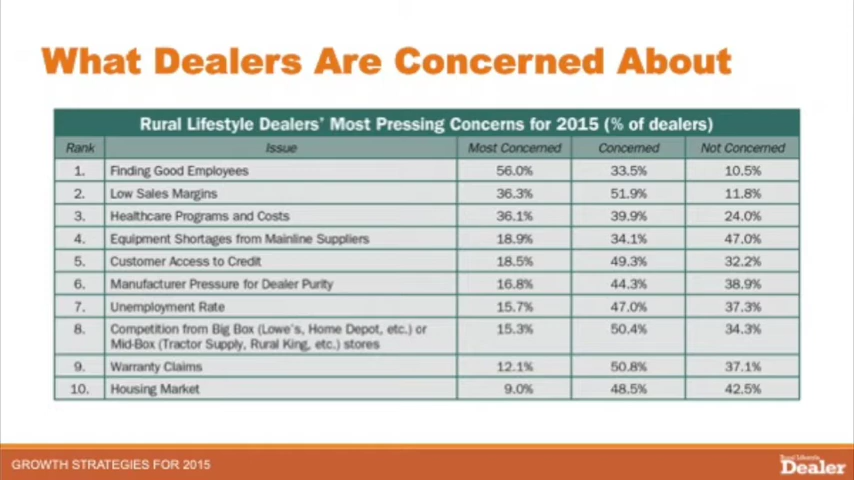 What Dealers Are Concerned About
Rural Lifestyle Dealers' Most Pressing Concerns for 2015 (% of dealers)
Rank Issue Most Concerned Concerned Not Concerned
1. Finding Good Employees 56.0% 33.5% 10.5%
2. Low Sales Margins 36.3% 51.9% 11.8%
3. Healthcare Programs and Costs 36.1% 39.9% 24.0%
4. Equipment Shortages from Mainline Suppliers 18.9% 34.1% 47.0%
5. Customer Access to Credit 18.5% 49.3% 32.2%
6. Manufacturer Pressure for Dealer Purity 16.8% 44.3% 38.9%
7. Unemployment Rate 15.7% 47.0% 37.3%
8. Competition from Big Box (Lowe's, Home Depot, etc.) or 15.3% 50.4% 34.3%
Mid-Box (Tractor Supply, Rural King, etc.) stores
9. Warranty Claims 12.1% 50.8% 37.1%
10. Housing Market 9.0% 48.5% 42.5%
GROWTH STRATEGIES FOR 2015
Rural Lifestyle
Dealer